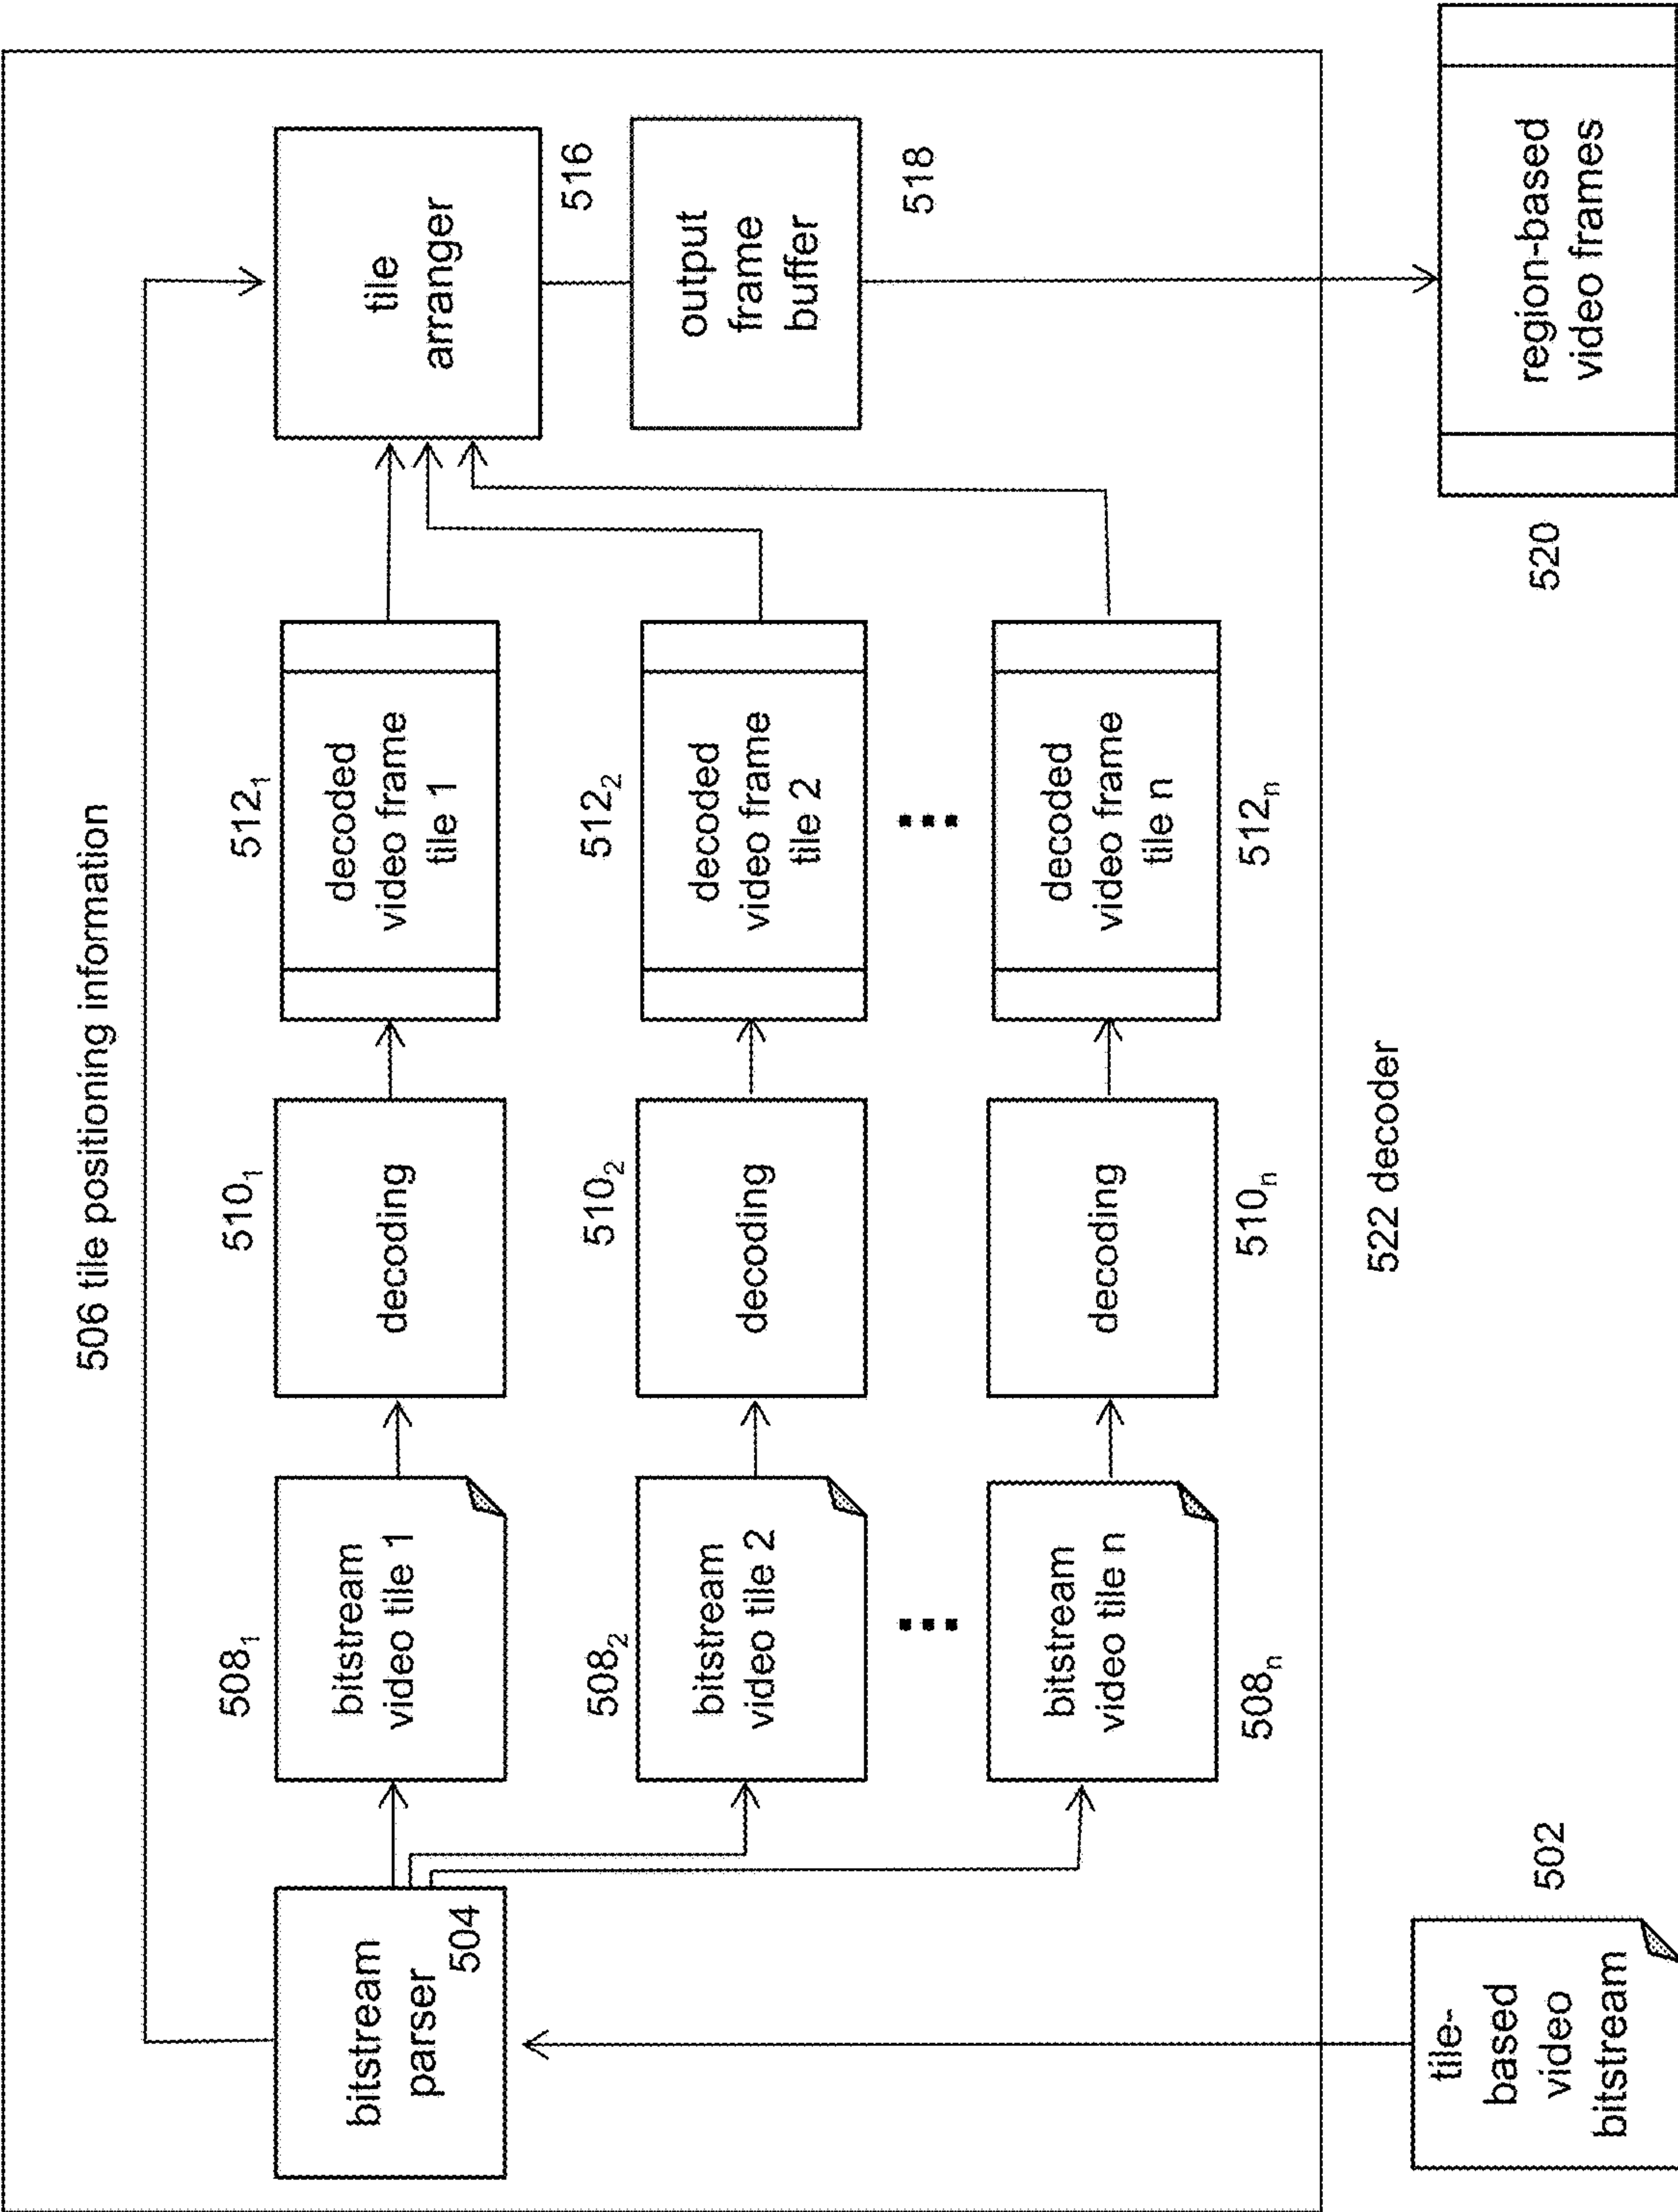 506 tile positioning information
bitstream
parser
504
508₁
bitstream
video tile 1
510₁
decoding
512₁
decoded
video frame
tile 1
tile
arranger
516
508₂
bitstream
video tile 2
510₂
decoding
512₂
decoded
video frame
tile 2
output
frame
buffer
518
bitstream
video tile n
508ₙ
decoding
510ₙ
decoded
video frame
tile n
512ₙ
522 decoder
tile-
based
video
bitstream
502
520
region-based
video frames